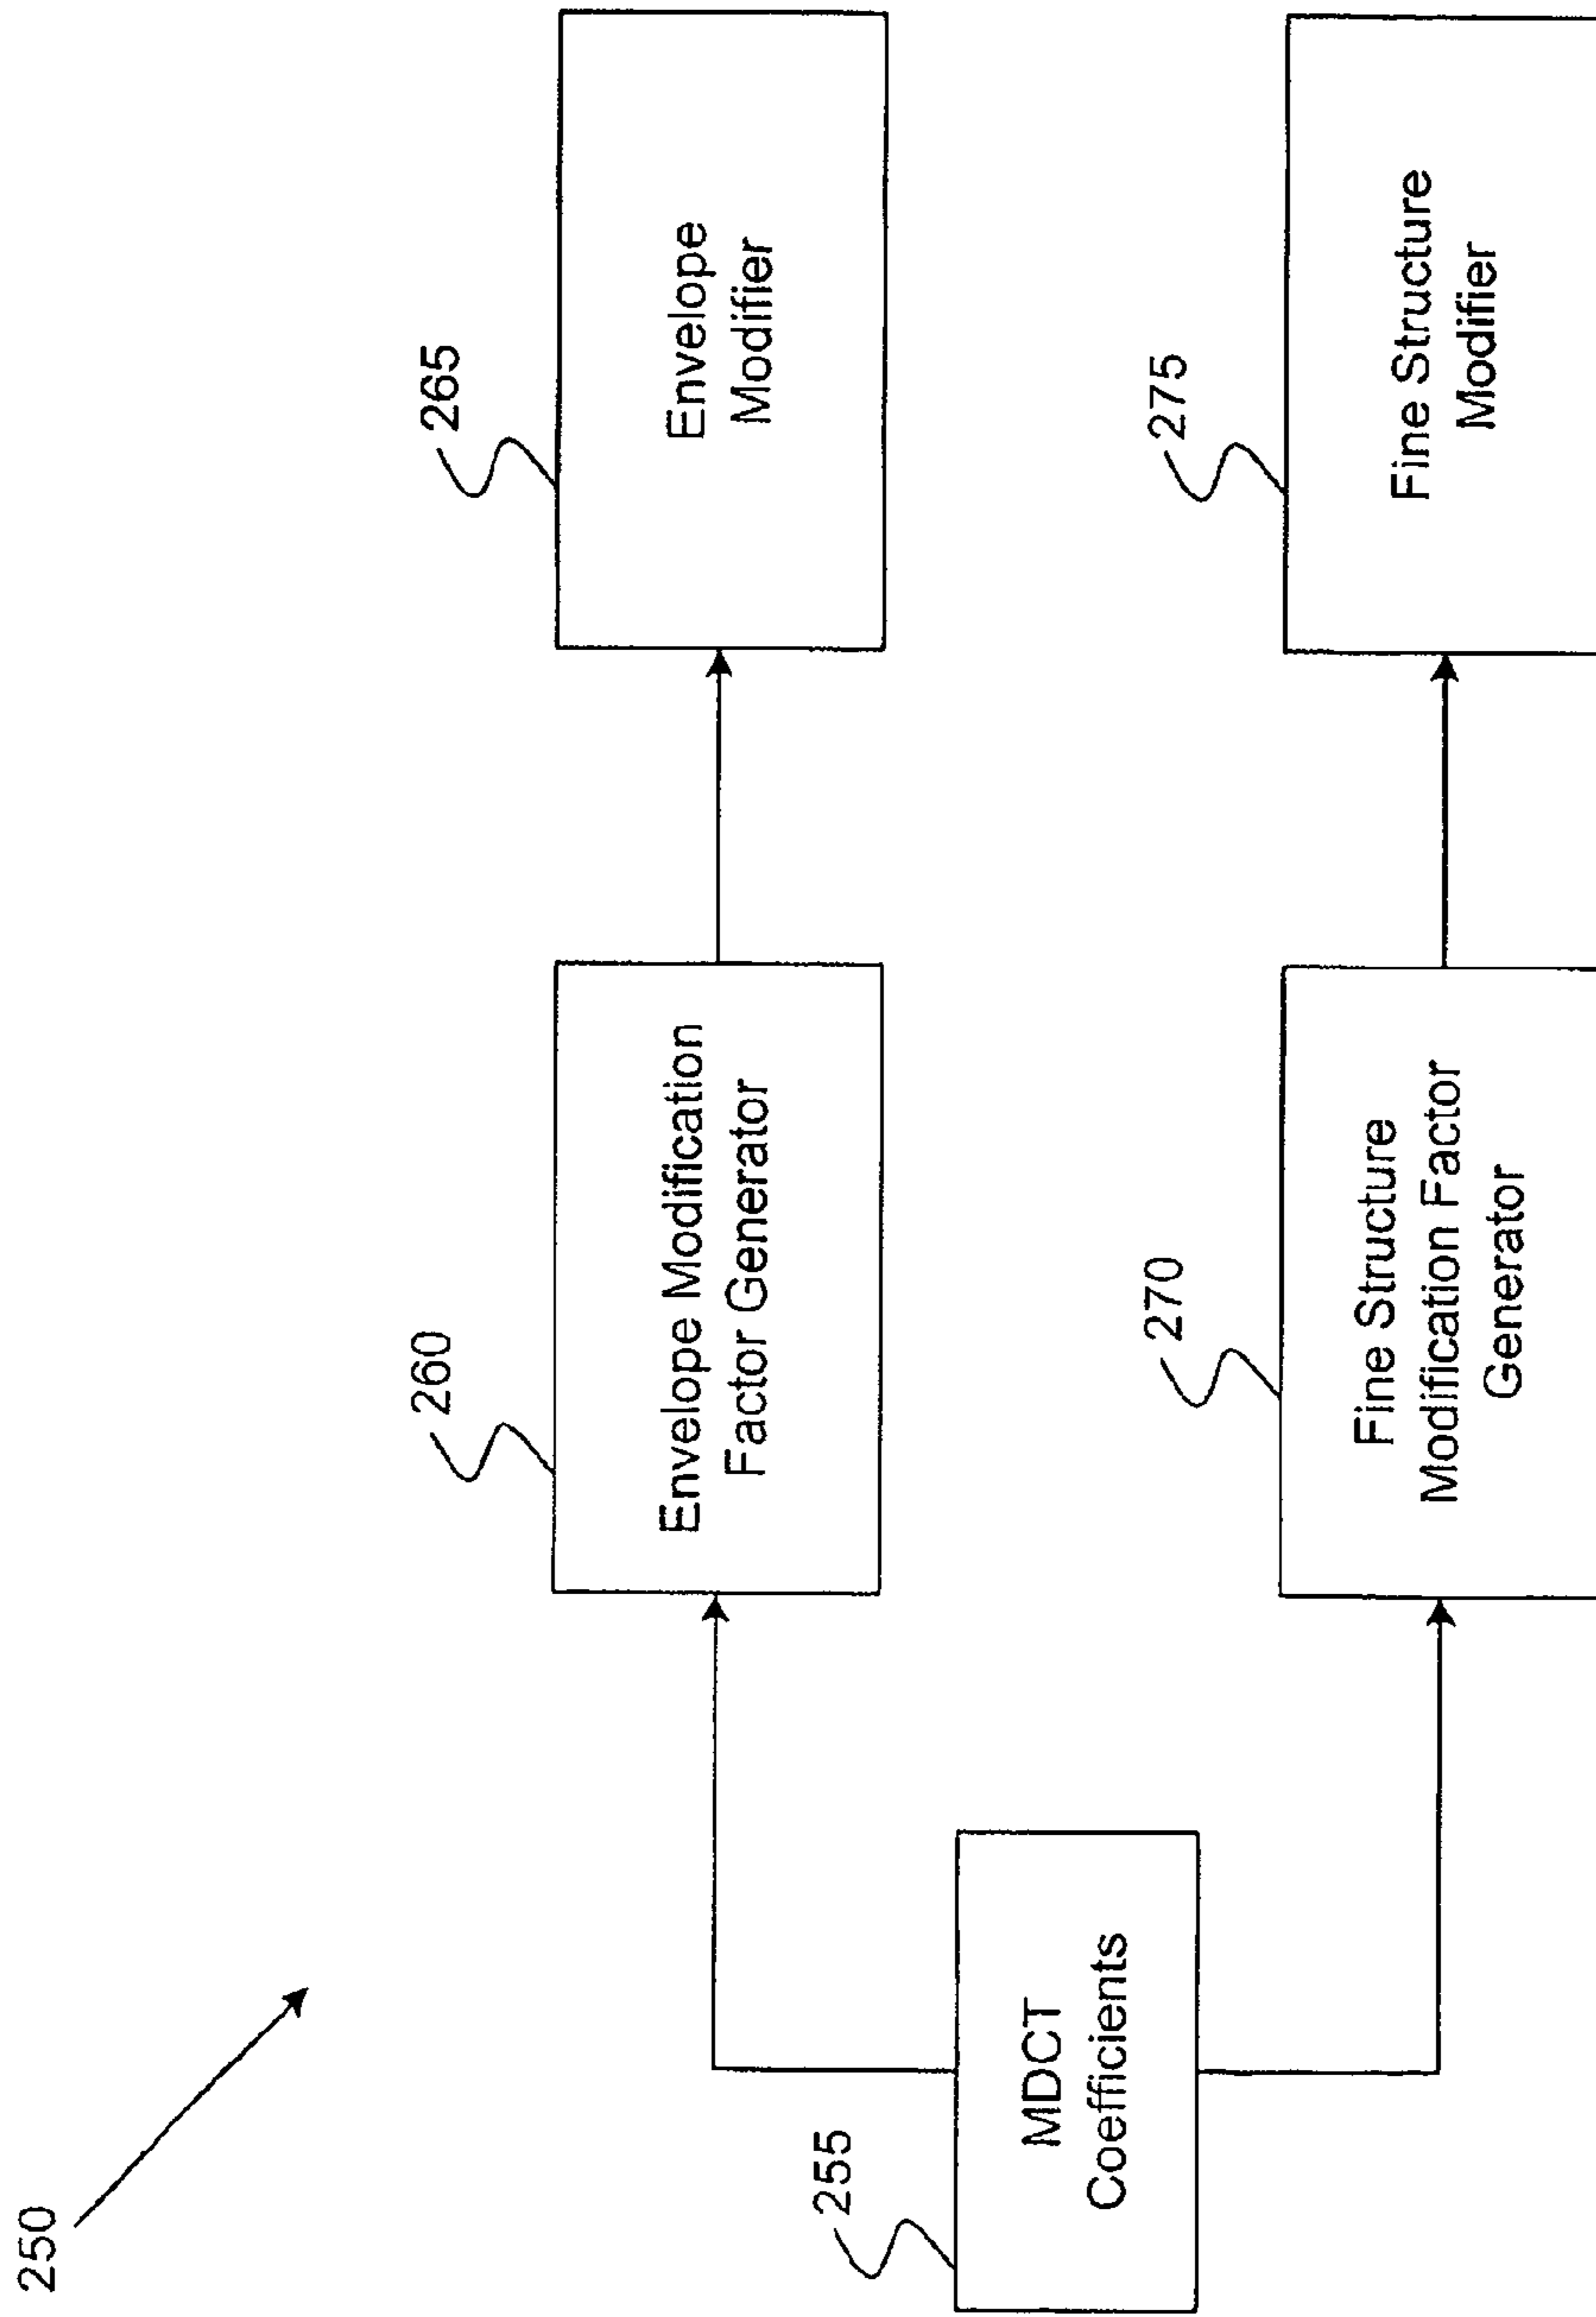 250
260
Envelope Modification
Factor Generator
265
Envelope
Modifier
255
MDCT
Coefficients
270
Fine Structure
Modification Factor
Generator
275
Fine Structure
Modifier